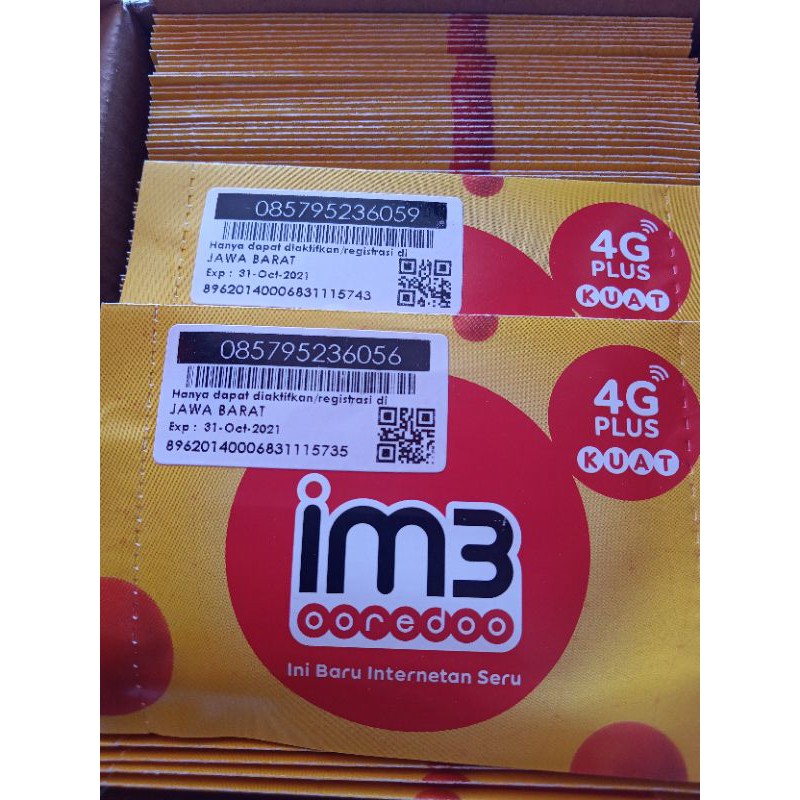 085795236059
Hanya dapat diaktifkan/registrasi di
JAWA BARAT
Exp : 31-Oct-2021
89620140006831115743
4G
PLUS
KUAT
085795236056
Hanya dapat diaktifkan/registrasi di
JAWA BARAT
Exp : 31-Oct-2021
89620140006831115735
4G
PLUS
KUAT
im3
ooredoo
Ini Baru Internetan Seru